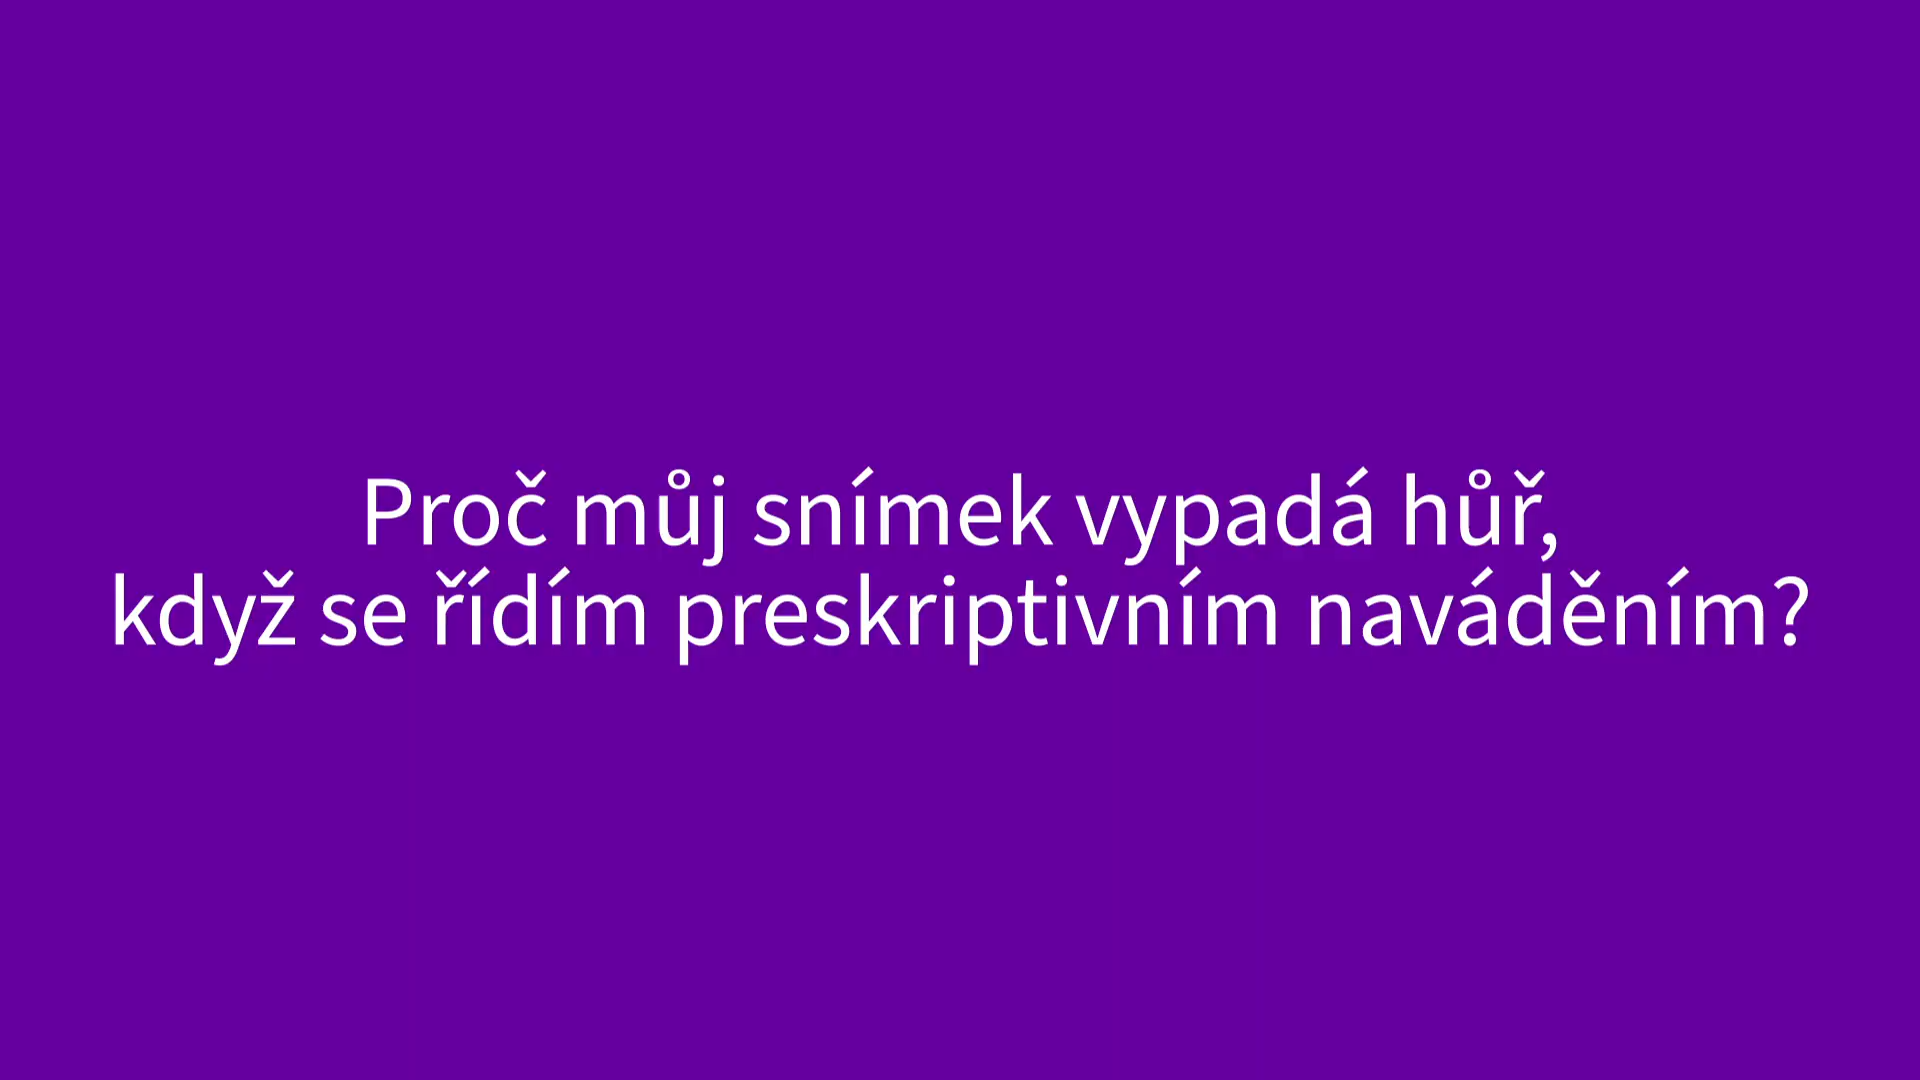 Proč můj snímek vypadá hůř,
když se řídím preskriptivním naváděním?